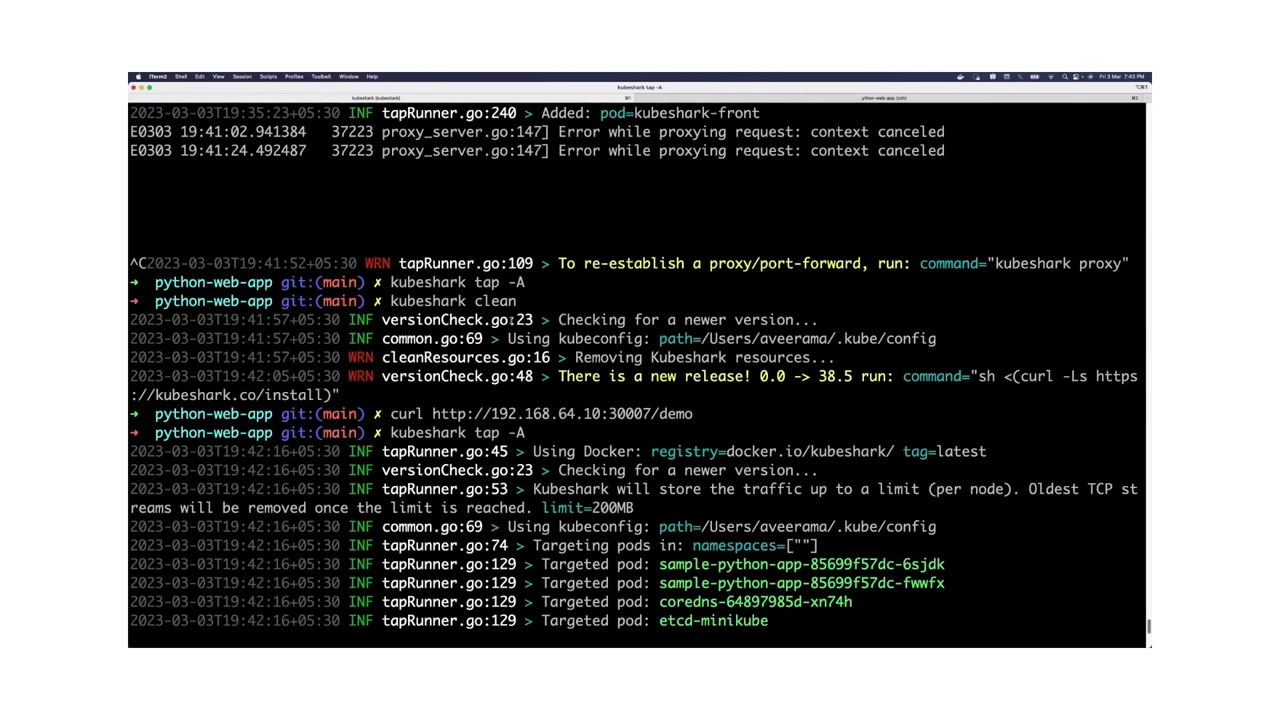 iTerm2 Shell Edit View Session Scripts Profiles Toolbelt Window Help Fri 3 Mar 7:43 PM
kubeshark tap -A ⌥⌘1
kubeshark (kubeshark) ⌘1 ..python-web-app (zsh) ⌘2
2023-03-03T19:35:23+05:30 INF tapRunner.go:240 > Added: pod=kubeshark-front
E0303 19:41:02.941384   37223 proxy_server.go:147] Error while proxying request: context canceled
E0303 19:41:24.492487   37223 proxy_server.go:147] Error while proxying request: context canceled
^C2023-03-03T19:41:52+05:30 WRN tapRunner.go:109 > To re-establish a proxy/port-forward, run: command="kubeshark proxy"
➜  python-web-app git:(main) ✗ kubeshark tap -A
➜  python-web-app git:(main) ✗ kubeshark clean
2023-03-03T19:41:57+05:30 INF versionCheck.go:23 > Checking for a newer version...
2023-03-03T19:41:57+05:30 INF common.go:69 > Using kubeconfig: path=/Users/aveerama/.kube/config
2023-03-03T19:41:57+05:30 WRN cleanResources.go:16 > Removing Kubeshark resources...
2023-03-03T19:42:05+05:30 WRN versionCheck.go:48 > There is a new release! 0.0 -> 38.5 run: command="sh <(curl -Ls https
://kubeshark.co/install)"
➜  python-web-app git:(main) ✗ curl http://192.168.64.10:30007/demo
➜  python-web-app git:(main) ✗ kubeshark tap -A
2023-03-03T19:42:16+05:30 INF tapRunner.go:45 > Using Docker: registry=docker.io/kubeshark/ tag=latest
2023-03-03T19:42:16+05:30 INF versionCheck.go:23 > Checking for a newer version...
2023-03-03T19:42:16+05:30 INF tapRunner.go:53 > Kubeshark will store the traffic up to a limit (per node). Oldest TCP st
reams will be removed once the limit is reached. limit=200MB
2023-03-03T19:42:16+05:30 INF common.go:69 > Using kubeconfig: path=/Users/aveerama/.kube/config
2023-03-03T19:42:16+05:30 INF tapRunner.go:74 > Targeting pods in: namespaces=[""]
2023-03-03T19:42:16+05:30 INF tapRunner.go:129 > Targeted pod: sample-python-app-85699f57dc-6sjdk
2023-03-03T19:42:16+05:30 INF tapRunner.go:129 > Targeted pod: sample-python-app-85699f57dc-fwwfx
2023-03-03T19:42:16+05:30 INF tapRunner.go:129 > Targeted pod: coredns-64897985d-xn74h
2023-03-03T19:42:16+05:30 INF tapRunner.go:129 > Targeted pod: etcd-minikube